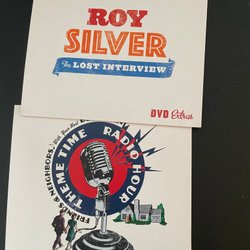 ROY
SILVER
The LOST INTERVIEW
DVD Extras
FRIENDS & NEIGHBORS
THEME TIME RADIO HOUR